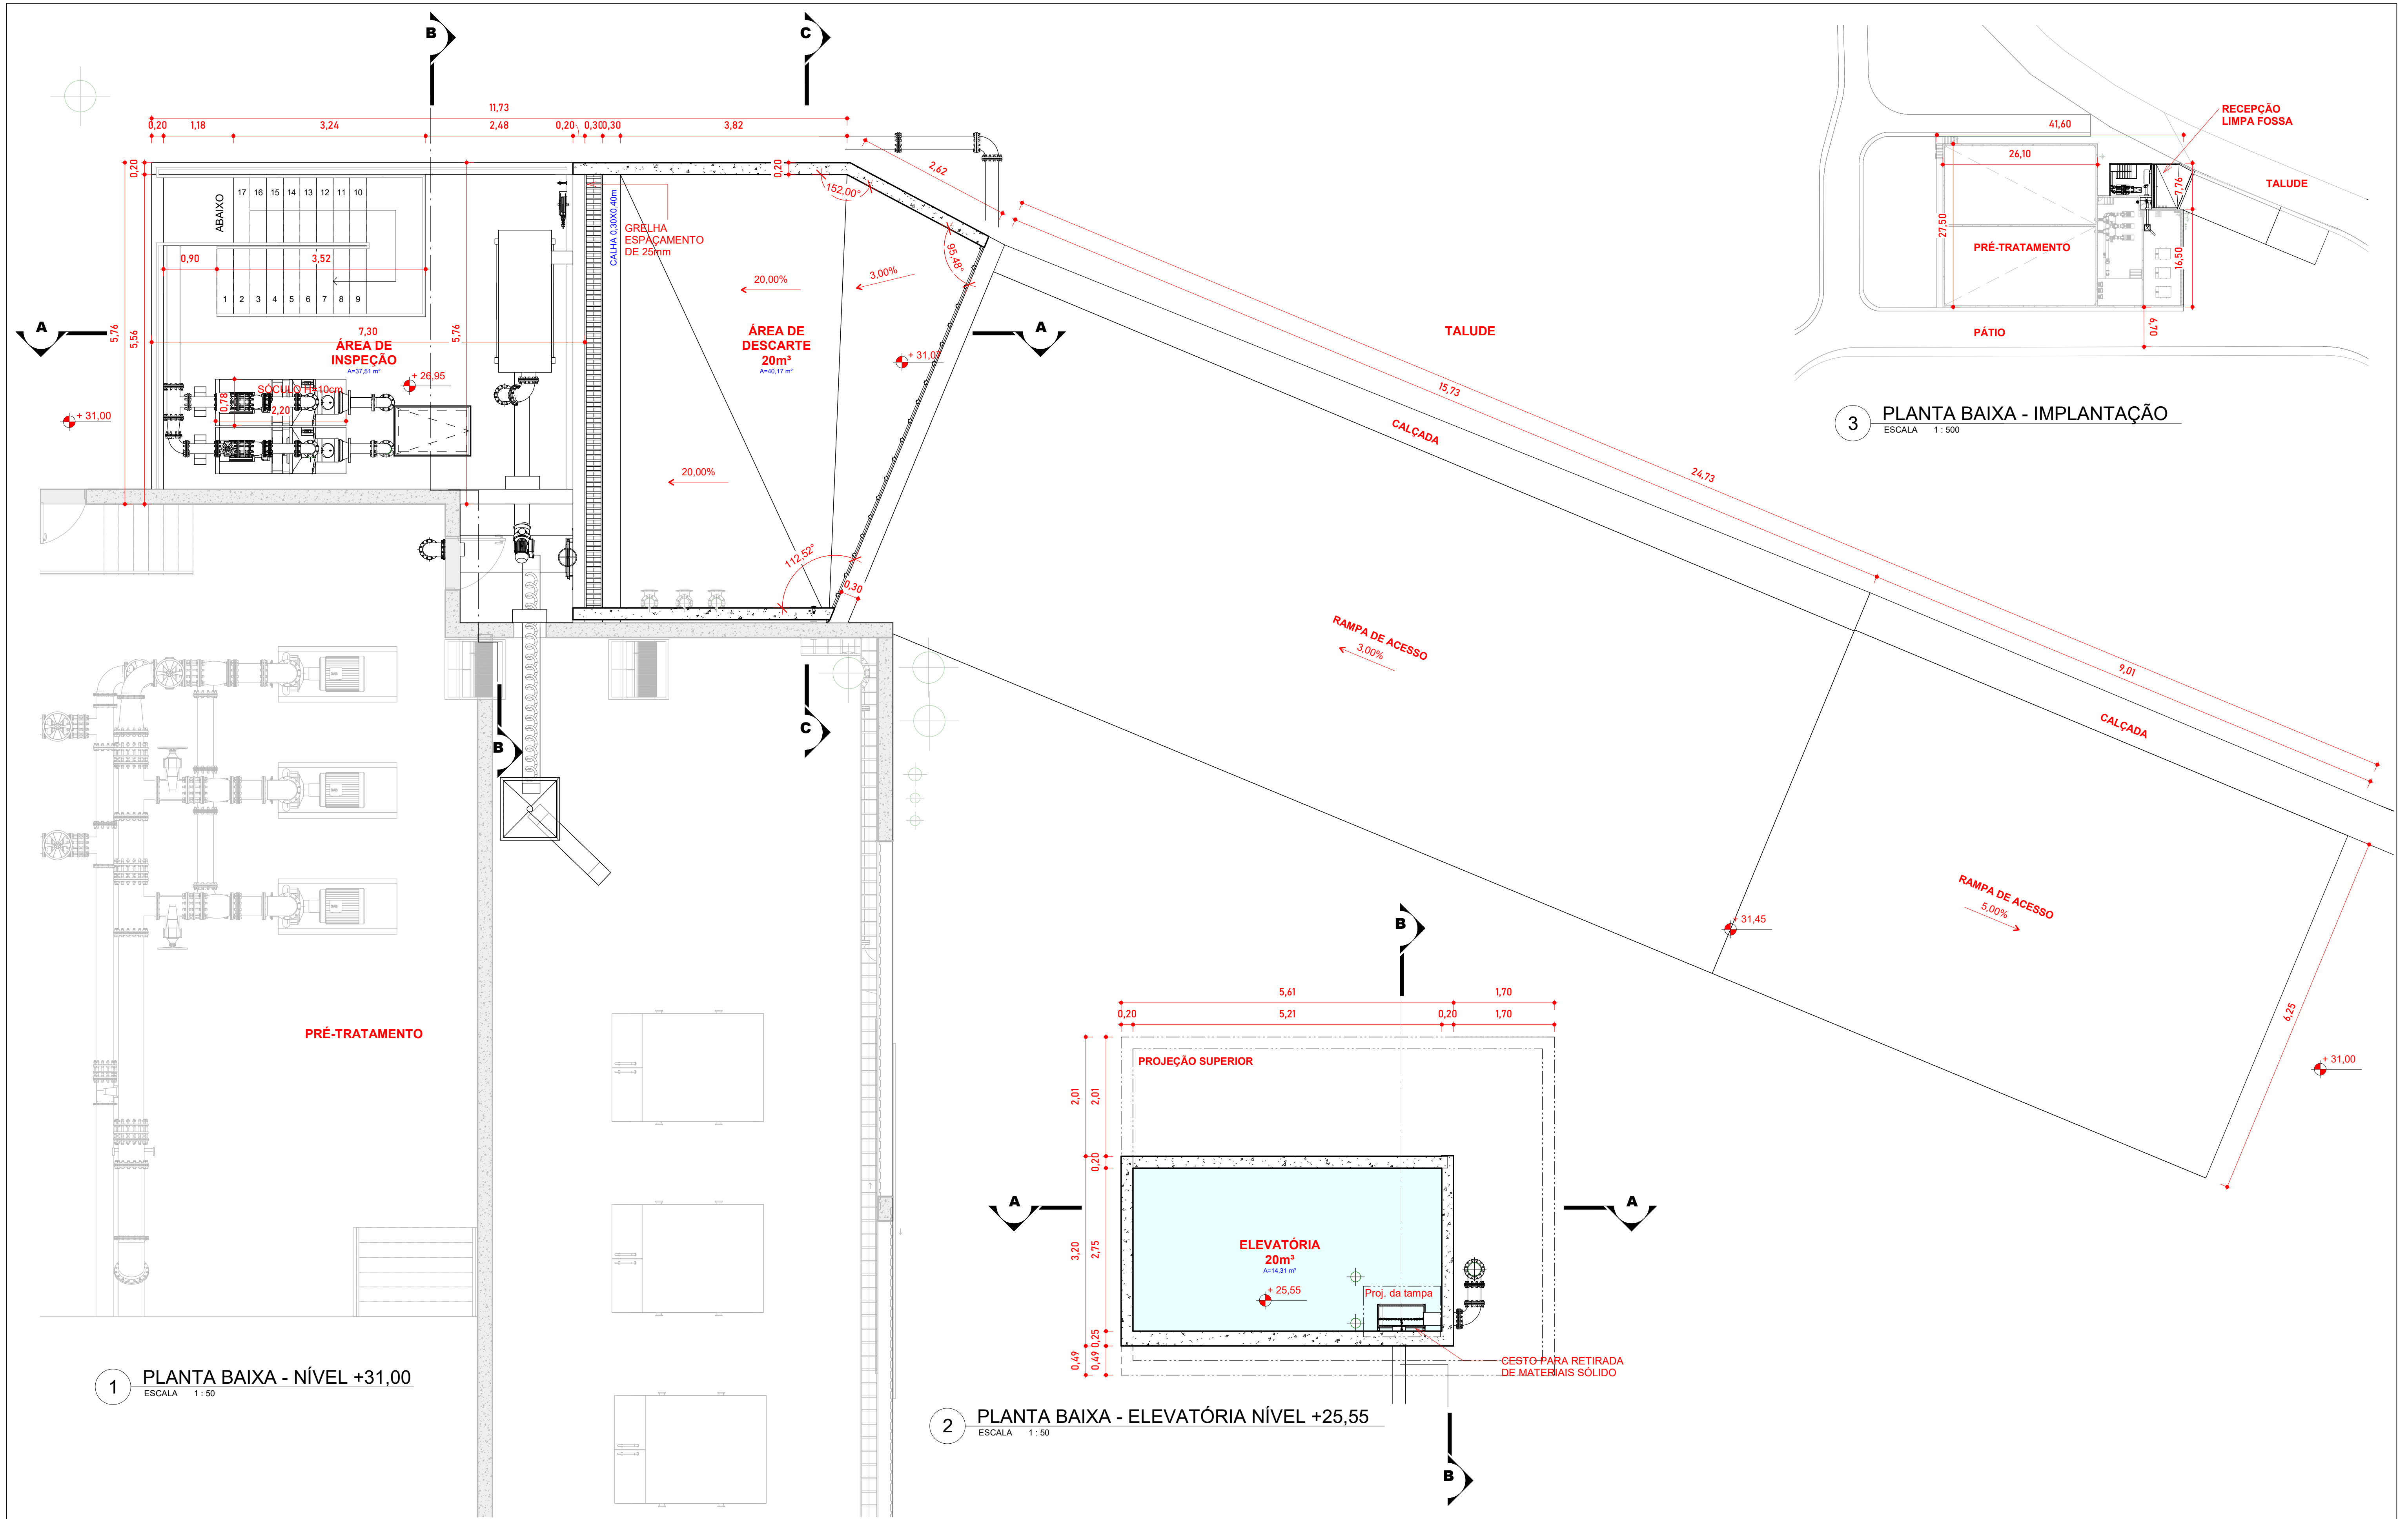 B
C
11,73
0,20
1,18
3,24
2,48
0,20
0,30
0,30
3,82
0,20
5,76
5,56
5,76
0,20
2,62
152,00°
95,48°
ABAIXO
17
16
15
14
13
12
11
10
0,90
3,52
1
2
3
4
5
6
7
8
9
CALHA 0,30X0,40m
GRELHA
ESPAÇAMENTO
DE 25mm
20,00%
3,00%
A
A
7,30
ÁREA DE
INSPEÇÃO
A=37,51 m²
ÁREA DE
DESCARTE
20m³
A=40,17 m²
+ 26,95
SÓCULO H=10cm
0,78
2,20
+ 31,00
20,00%
112,52°
0,30
B
C
PRÉ-TRATAMENTO
1
PLANTA BAIXA - NÍVEL +31,00
ESCALA 1 : 50
TALUDE
15,73
24,73
9,01
CALÇADA
CALÇADA
RAMPA DE ACESSO
3,00%
RAMPA DE ACESSO
5,00%
+ 31,45
6,25
+ 31,00
B
5,61
1,70
0,20
5,21
0,20
1,70
PROJEÇÃO SUPERIOR
2,01
2,01
0,20
3,20
2,75
0,25
0,49
0,49
A
A
ELEVATÓRIA
20m³
A=14,31 m²
+ 25,55
Proj. da tampa
CESTO PARA RETIRADA
DE MATERIAIS SÓLIDO
2
PLANTA BAIXA - ELEVATÓRIA NÍVEL +25,55
ESCALA 1 : 50
B
RECEPÇÃO
LIMPA FOSSA
41,60
26,10
7,76
TALUDE
27,50
PRÉ-TRATAMENTO
16,50
PÁTIO
6,70
3
PLANTA BAIXA - IMPLANTAÇÃO
ESCALA 1 : 500